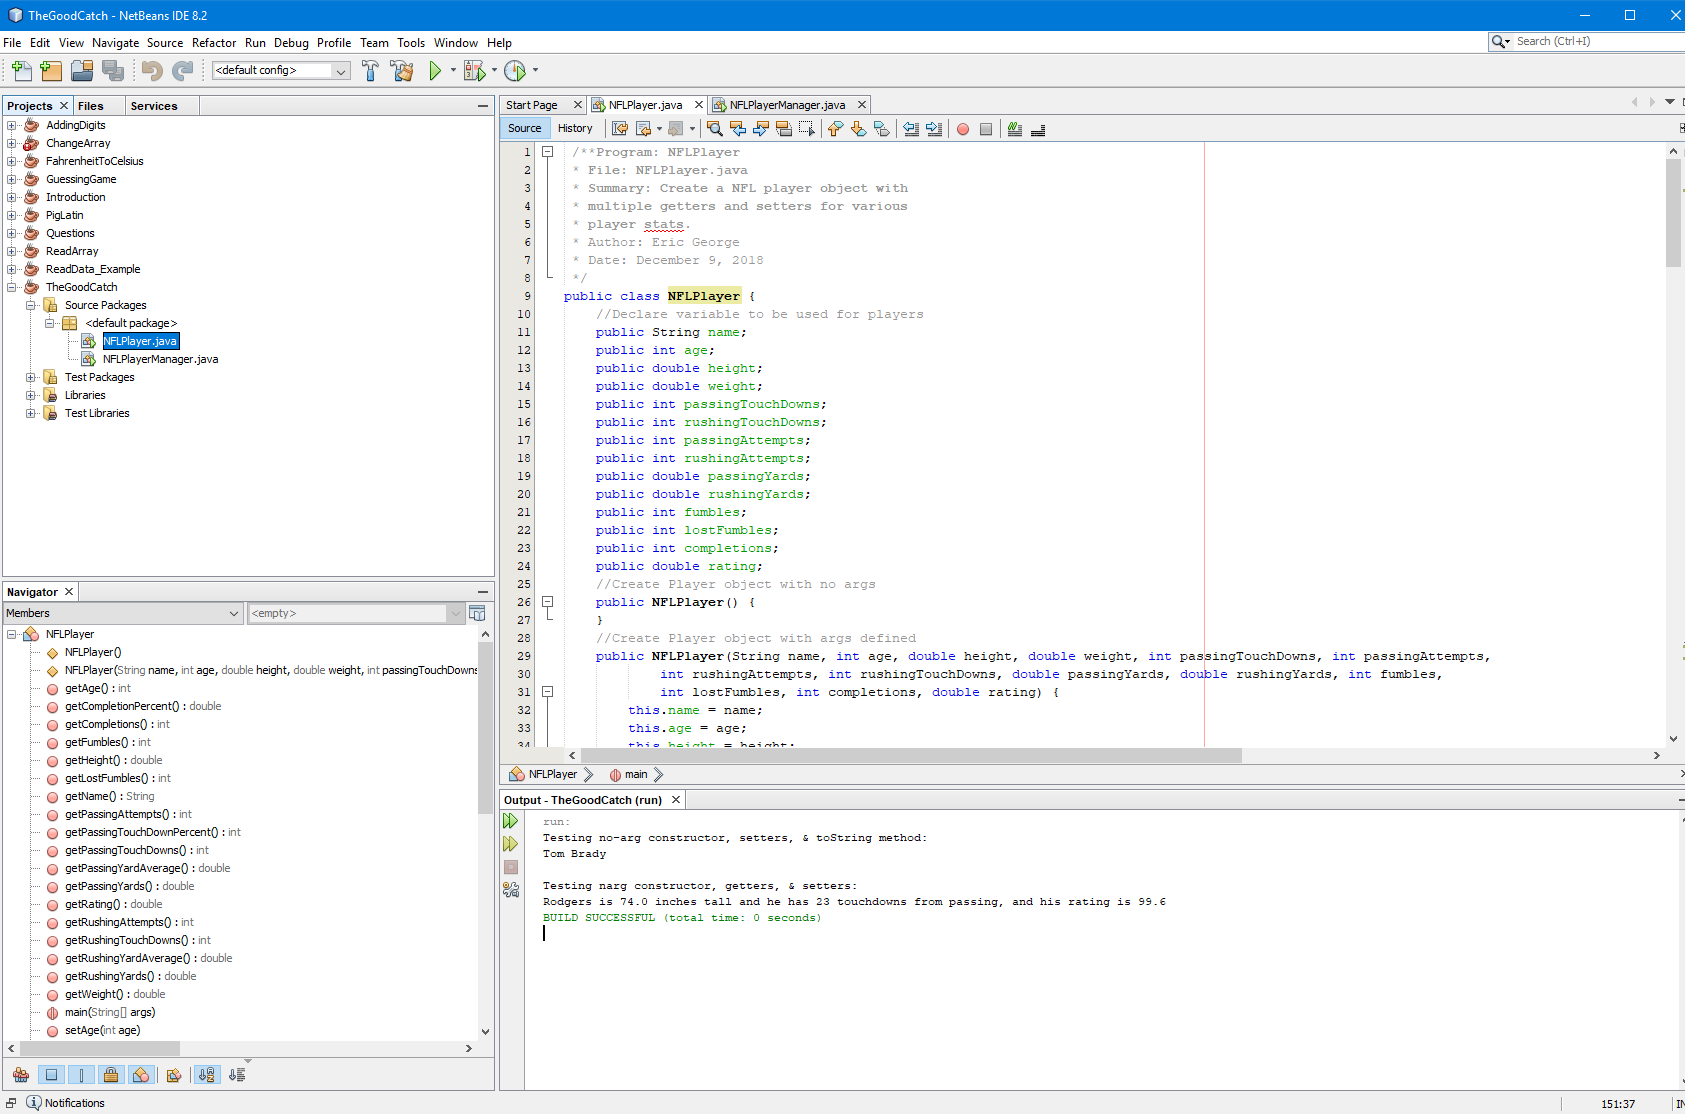 TheGoodCatch - NetBeans IDE 8.2
File Edit View Navigate Source Refactor Run Debug Profile Team Tools Window Help
Search (Ctrl+I)
<default config>
Projects Files Services
AddingDigits
ChangeArray
FahrenheitToCelsius
GuessingGame
Introduction
PigLatin
Questions
ReadArray
ReadData_Example
TheGoodCatch
Source Packages
<default package>
NFLPlayer.java
NFLPlayerManager.java
Test Packages
Libraries
Test Libraries
Navigator
Members
<empty>
NFLPlayer
NFLPlayer()
NFLPlayer(String name, int age, double height, double weight, int passingTouchDowns
getAge() : int
getCompletionPercent() : double
getCompletions() : int
getFumbles() : int
getHeight() : double
getLostFumbles() : int
getName() : String
getPassingAttempts() : int
getPassingTouchDownPercent() : int
getPassingTouchDowns() : int
getPassingYardAverage() : double
getPassingYards() : double
getRating() : double
getRushingAttempts() : int
getRushingTouchDowns() : int
getRushingYardAverage() : double
getRushingYards() : double
getWeight() : double
main(String[] args)
setAge(int age)
Start Page NFLPlayer.java NFLPlayerManager.java
Source History
1 /**Program: NFLPlayer
2 * File: NFLPlayer.java
3 * Summary: Create a NFL player object with
4 * multiple getters and setters for various
5 * player stats.
6 * Author: Eric George
7 * Date: December 9, 2018
8 */
9 public class NFLPlayer {
10 //Declare variable to be used for players
11 public String name;
12 public int age;
13 public double height;
14 public double weight;
15 public int passingTouchDowns;
16 public int rushingTouchDowns;
17 public int passingAttempts;
18 public int rushingAttempts;
19 public double passingYards;
20 public double rushingYards;
21 public int fumbles;
22 public int lostFumbles;
23 public int completions;
24 public double rating;
25 //Create Player object with no args
26 public NFLPlayer() {
27 }
28 //Create Player object with args defined
29 public NFLPlayer(String name, int age, double height, double weight, int passingTouchDowns, int passingAttempts,
30 int rushingAttempts, int rushingTouchDowns, double passingYards, double rushingYards, int fumbles,
31 int lostFumbles, int completions, double rating) {
32 this.name = name;
33 this.age = age;
34 this.height = height;
NFLPlayer main
Output - TheGoodCatch (run)
run:
Testing no-arg constructor, setters, & toString method:
Tom Brady
Testing narg constructor, getters, & setters:
Rodgers is 74.0 inches tall and he has 23 touchdowns from passing, and his rating is 99.6
BUILD SUCCESSFUL (total time: 0 seconds)
Notifications
151:37